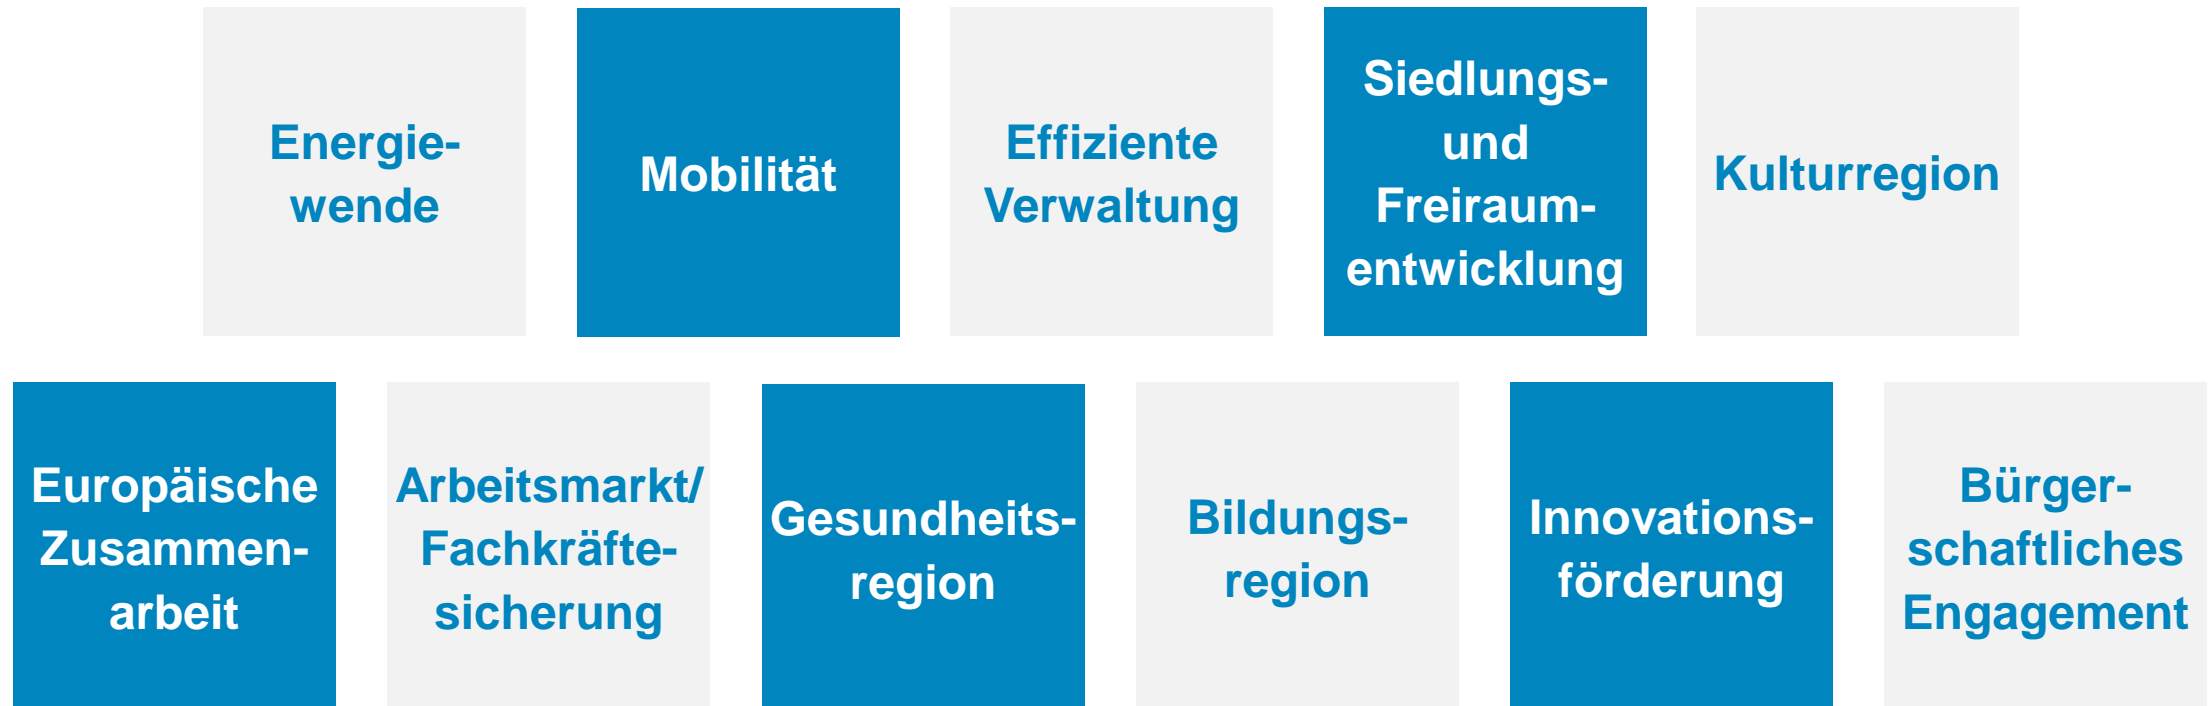 Energie-
wende
Mobilität
Effiziente
Verwaltung
Siedlungs-
und
Freiraum-
entwicklung
Kulturregion
Europäische
Zusammen-
arbeit
Arbeitsmarkt/
Fachkräfte-
sicherung
Gesundheits-
region
Bildungs-
region
Innovations-
förderung
Bürger-
schaftliches
Engagement